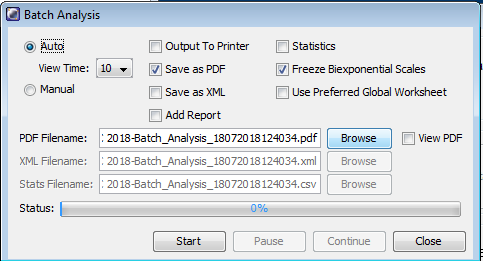 Batch Analysis
Auto
Output To Printer
Statistics
View Time: 10
Save as PDF
Freeze Biexponential Scales
Manual
Save as XML
Use Preferred Global Worksheet
Add Report
PDF Filename: 2018-Batch_Analysis_18072018124034.pdf Browse View PDF
XML Filename: 2018-Batch_Analysis_18072018124034.xml Browse
Stats Filename: 2018-Batch_Analysis_18072018124034.csv Browse
Status: 0%
Start Pause Continue Close